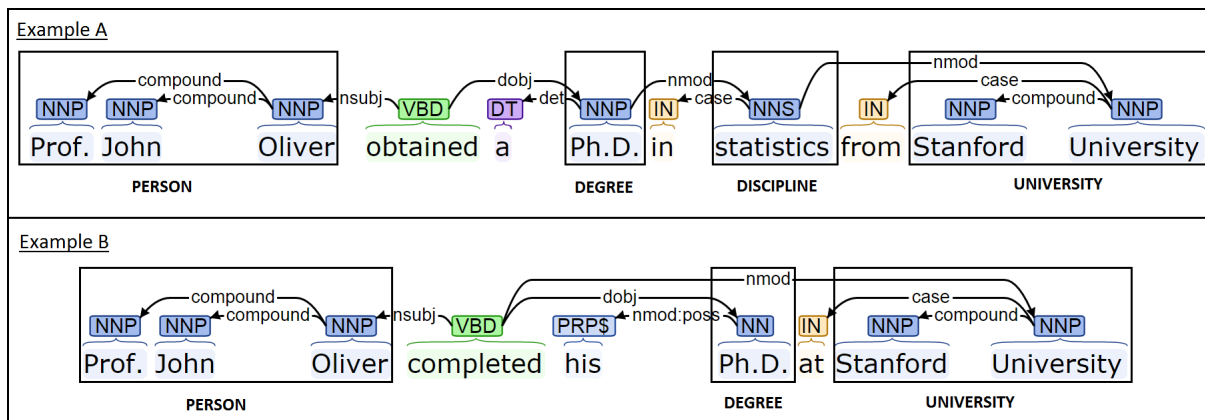 Example A
compound dobj nmod nmod
case
NNP NNP compound NNP nsubj VBD DT det NNP IN case NNS IN NNP compound NNP
Prof. John Oliver obtained a Ph.D. in statistics from Stanford University
PERSON DEGREE DISCIPLINE UNIVERSITY
Example B
nmod
compound dobj case
NNP NNP compound NNP nsubj VBD PRP$ nmod:poss NN IN NNP compound NNP
Prof. John Oliver completed his Ph.D. at Stanford University
PERSON DEGREE UNIVERSITY